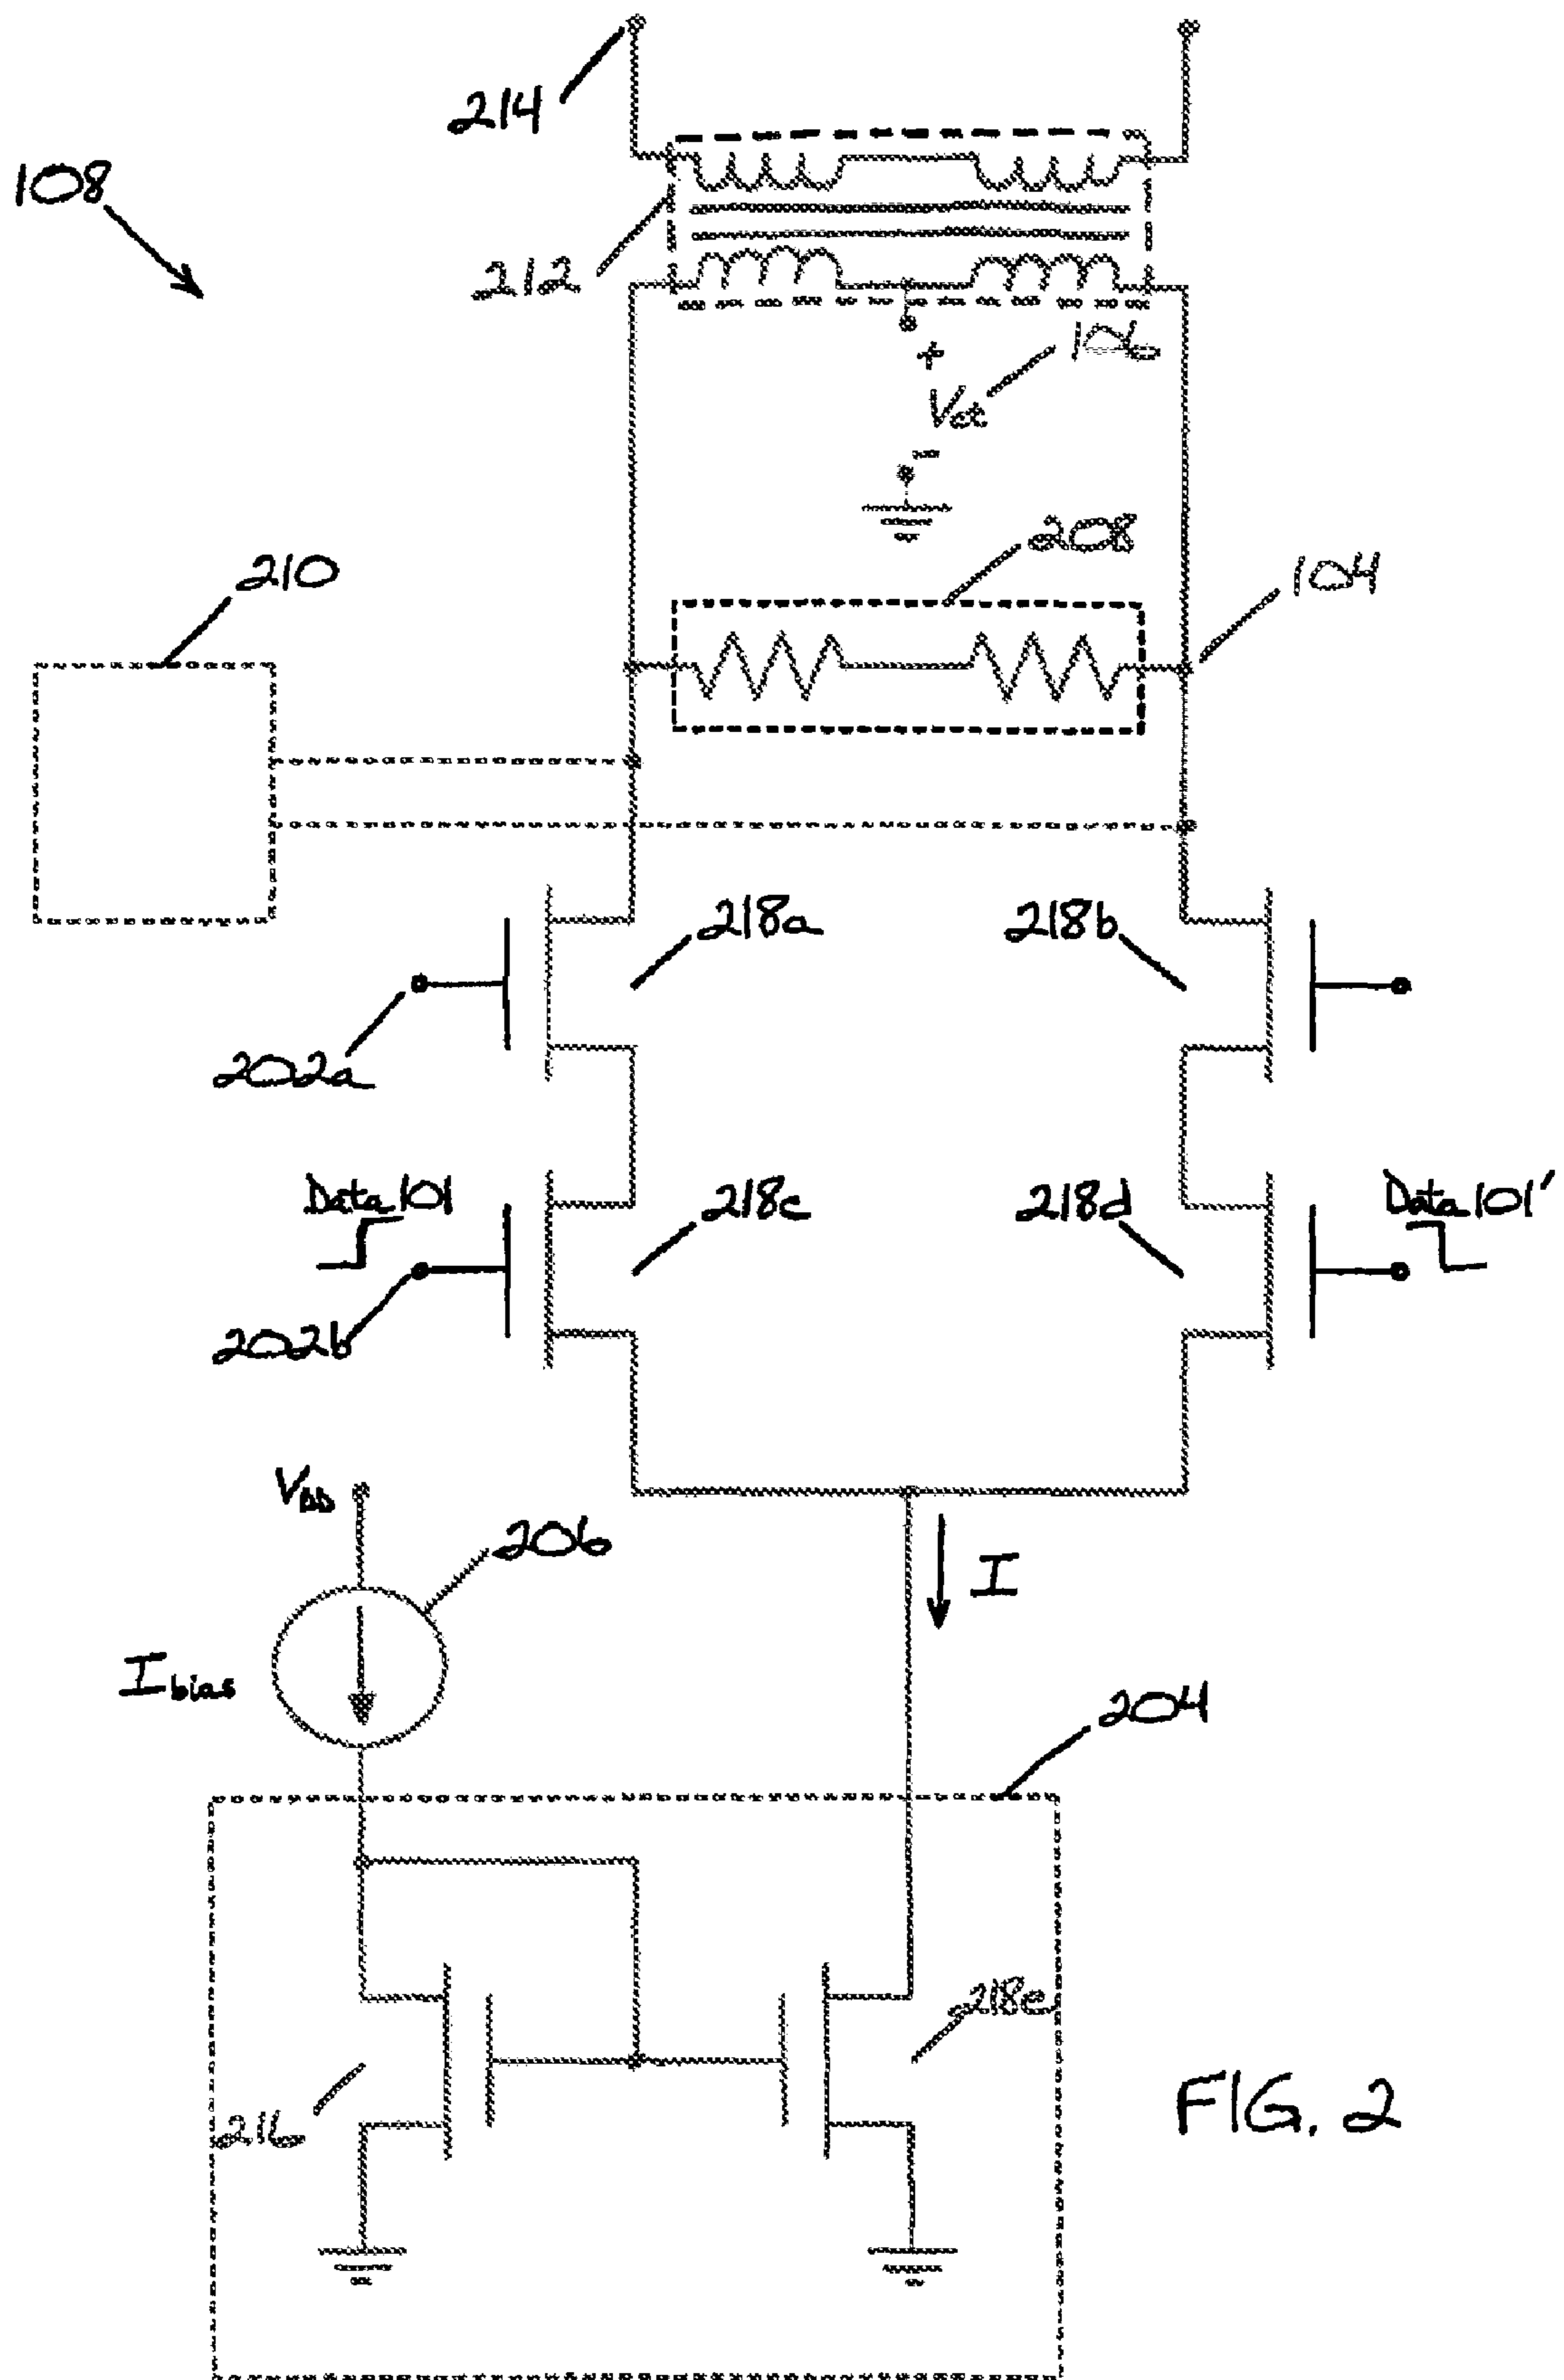 214
108
212
+
106
Vct
-
208
210
104
218a
218b
202a
Data 101
218c
218d
Data 101'
202b
VDD
206
I
Ibias
204
218e
216
FIG. 2